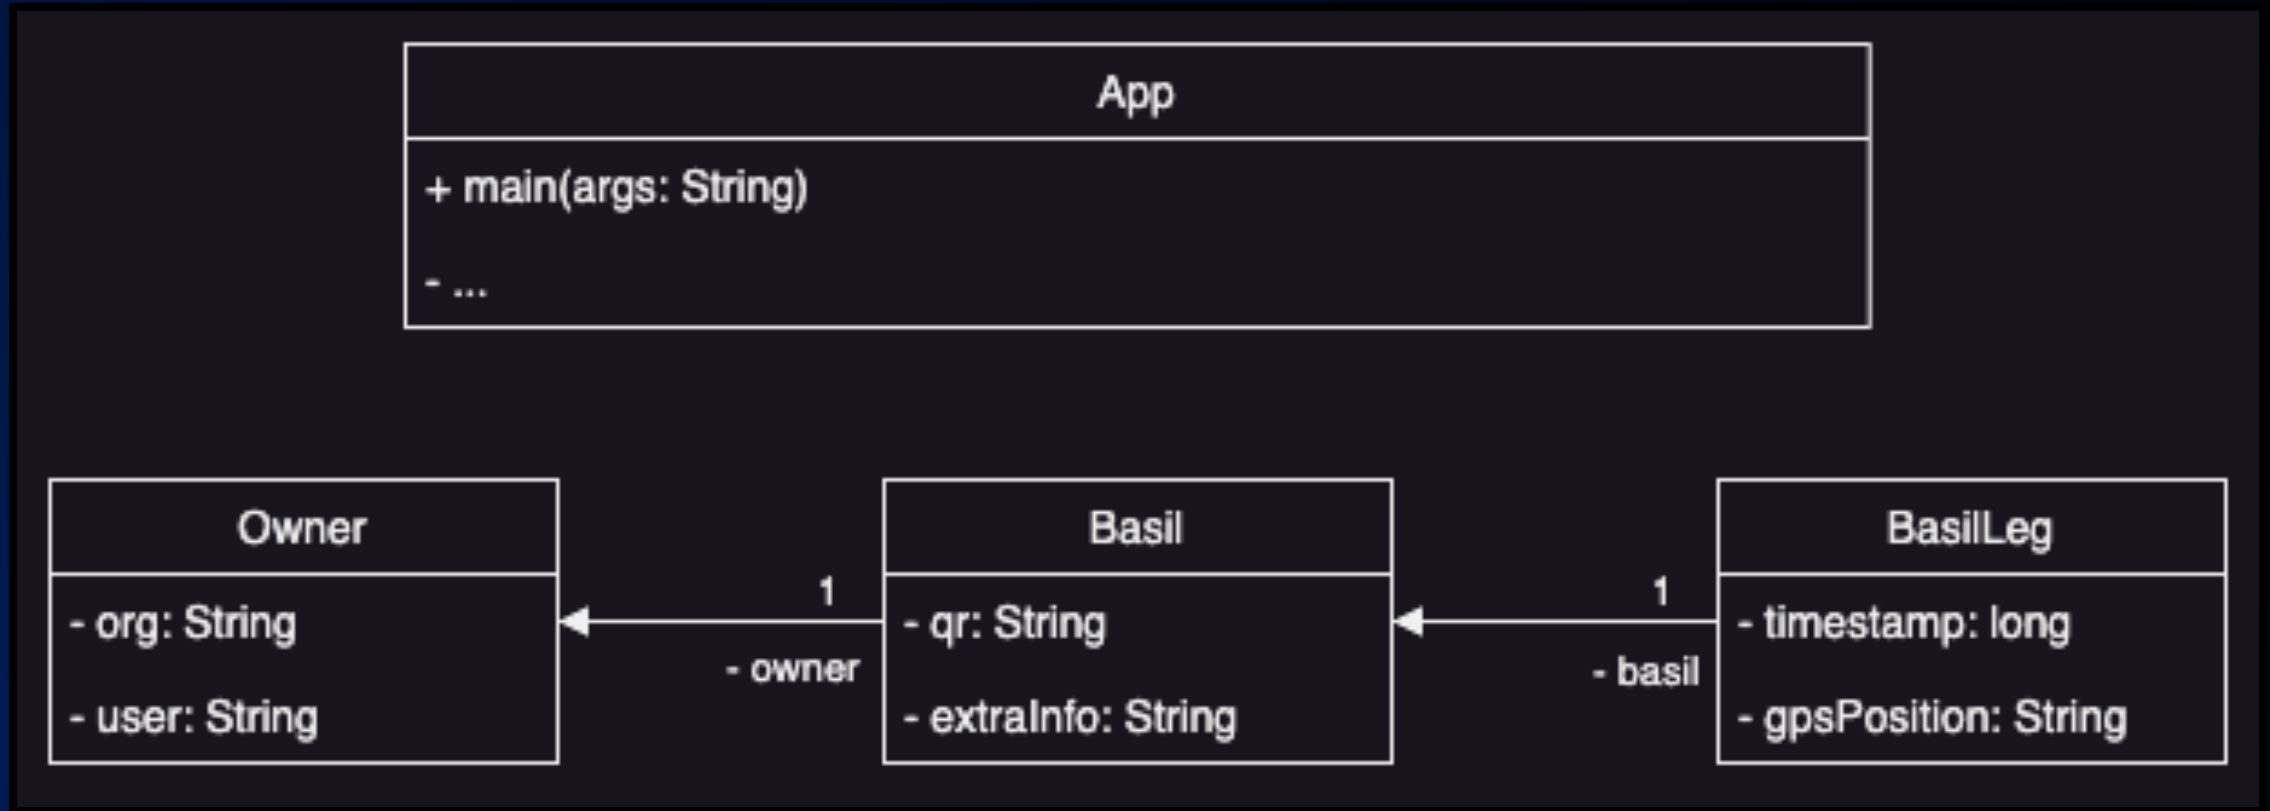 App
+ main(args: String)
- ...
Owner
- org: String
- user: String
1
- owner
Basil
- qr: String
- extraInfo: String
1
- basil
BasilLeg
- timestamp: long
- gpsPosition: String